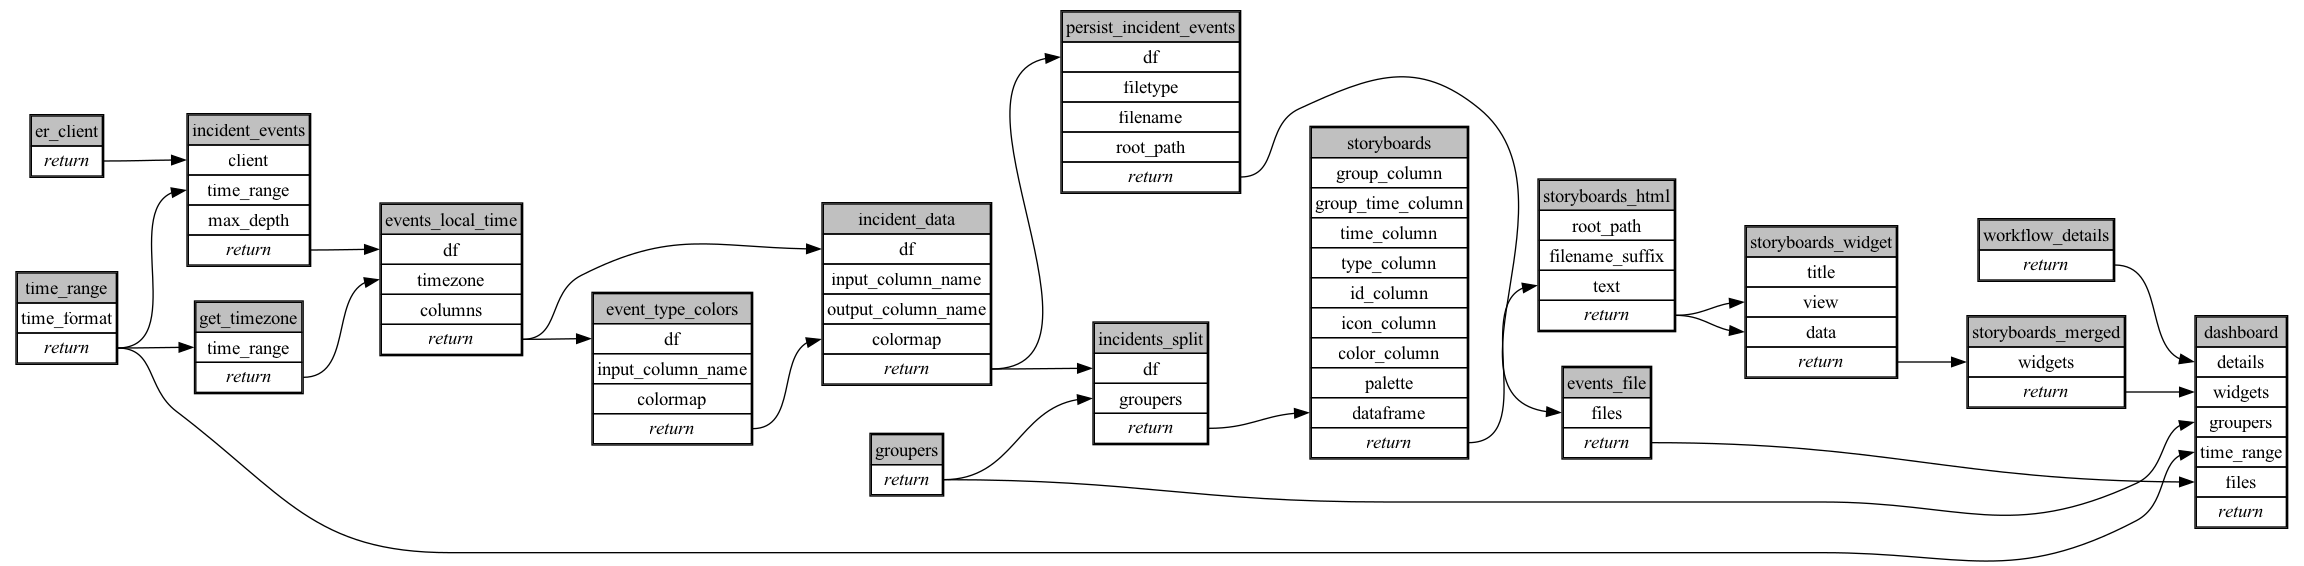 er_client
return
time_range
time_format
return
incident_events
client
time_range
max_depth
return
get_timezone
time_range
return
events_local_time
df
timezone
columns
return
event_type_colors
df
input_column_name
colormap
return
incident_data
df
input_column_name
output_column_name
colormap
return
groupers
return
persist_incident_events
df
filetype
filename
root_path
return
incidents_split
df
groupers
return
storyboards
group_column
group_time_column
time_column
type_column
id_column
icon_column
color_column
palette
dataframe
return
storyboards_html
root_path
filename_suffix
text
return
events_file
files
return
storyboards_widget
title
view
data
return
workflow_details
return
storyboards_merged
widgets
return
dashboard
details
widgets
groupers
time_range
files
return